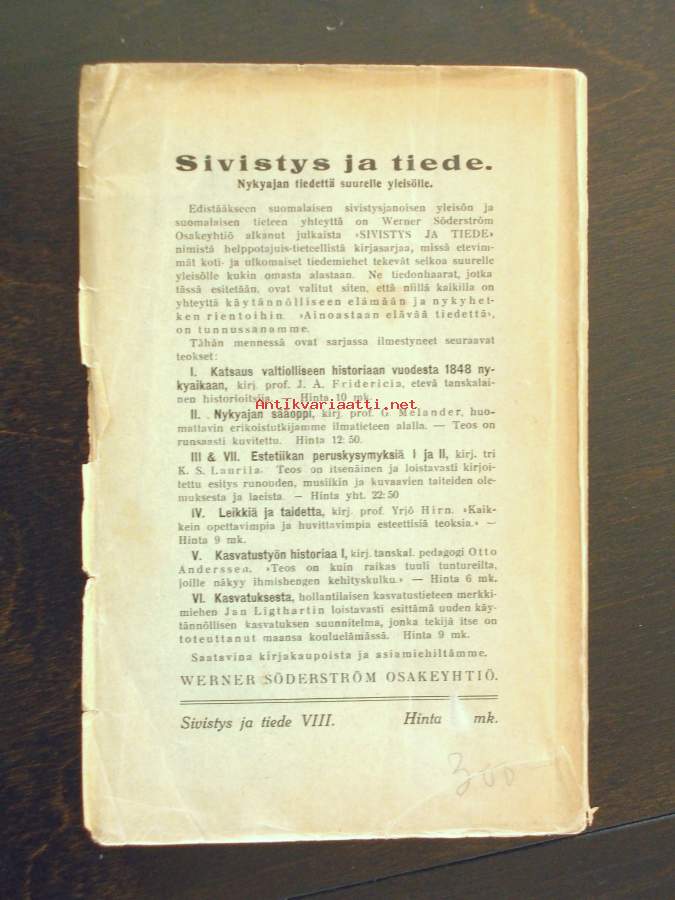 Sivistys ja tiede.
Nykyajan tiedettä suurelle yleisölle.
Edistääkseen suomalaisen sivistysjanoisen yleisön ja
suomalaisen tieteen yhteyttä on Werner Söderström
Osakeyhtiö alkanut julkaista »SIVISTYS JA TIEDE»
nimistä helppotajuis-tieteellistä kirjasarjaa, missä etevim-
mät koti- ja ulkomaiset tiedemiehet tekevät selkoa suurelle
yleisölle kukin omasta alastaan. Ne tiedonhaarat, jotka
tässä esitetään, ovat valitut siten, että niillä kaikilla on
yhteyttä käytännölliseen elämään ja nykyhet-
ken rientoihin. »Ainoastaan elävää tiedettä»,
on tunnussanamme.
Tähän mennessä ovat sarjassa ilmestyneet seuraavat
teokset:
I. Katsaus valtiolliseen historiaan vuodesta 1848 ny-
kyaikaan, kirj. prof. J. A. Fridericia, etevä tanskalai-
nen historioitsija. — Hinta 10 mk.
Antikvariaatti.net
II. Nykyajan sääoppi, kirj. prof. G. Melander, huo-
mattavin erikoistutkijamme ilmatieteen alalla. — Teos on
runsaasti kuvitettu. Hinta 12:50.
III & VII. Estetiikan peruskysymyksiä I ja II, kirj. tri
K. S. Laurila. Teos on itsenäinen ja loistavasti kirjoi-
tettu esitys runouden, musiikin ja kuvaavien taiteiden ole-
muksesta ja laeista. — Hinta yht. 22:50
IV. Leikkiä ja taidetta, kirj. prof. Yrjö Hirn. »Kaik-
kein opettavimpia ja huvittavimpia esteettisiä teoksia.» —
Hinta 9 mk.
V. Kasvatustyön historiaa I, kirj. tanskal. pedagogi Otto
Anderssen. »Teos on kuin raikas tuuli tuntureilta,
joille näkyy ihmishengen kehityskulku.» — Hinta 6 mk.
VI. Kasvatuksesta, hollantilaisen kasvatustieteen merkki-
miehen Jan Ligthartin loistavasti esittämä uuden käy-
tännöllisen kasvatuksen suunnitelma, jonka tekijä itse on
toteuttanut maansa kouluelämässä. Hinta 9 mk.
Saatavina kirjakaupoista ja asiamiehiltämme.
WERNER SÖDERSTRÖM OSAKEYHTIÖ.
Sivistys ja tiede VIII. Hinta mk.
300